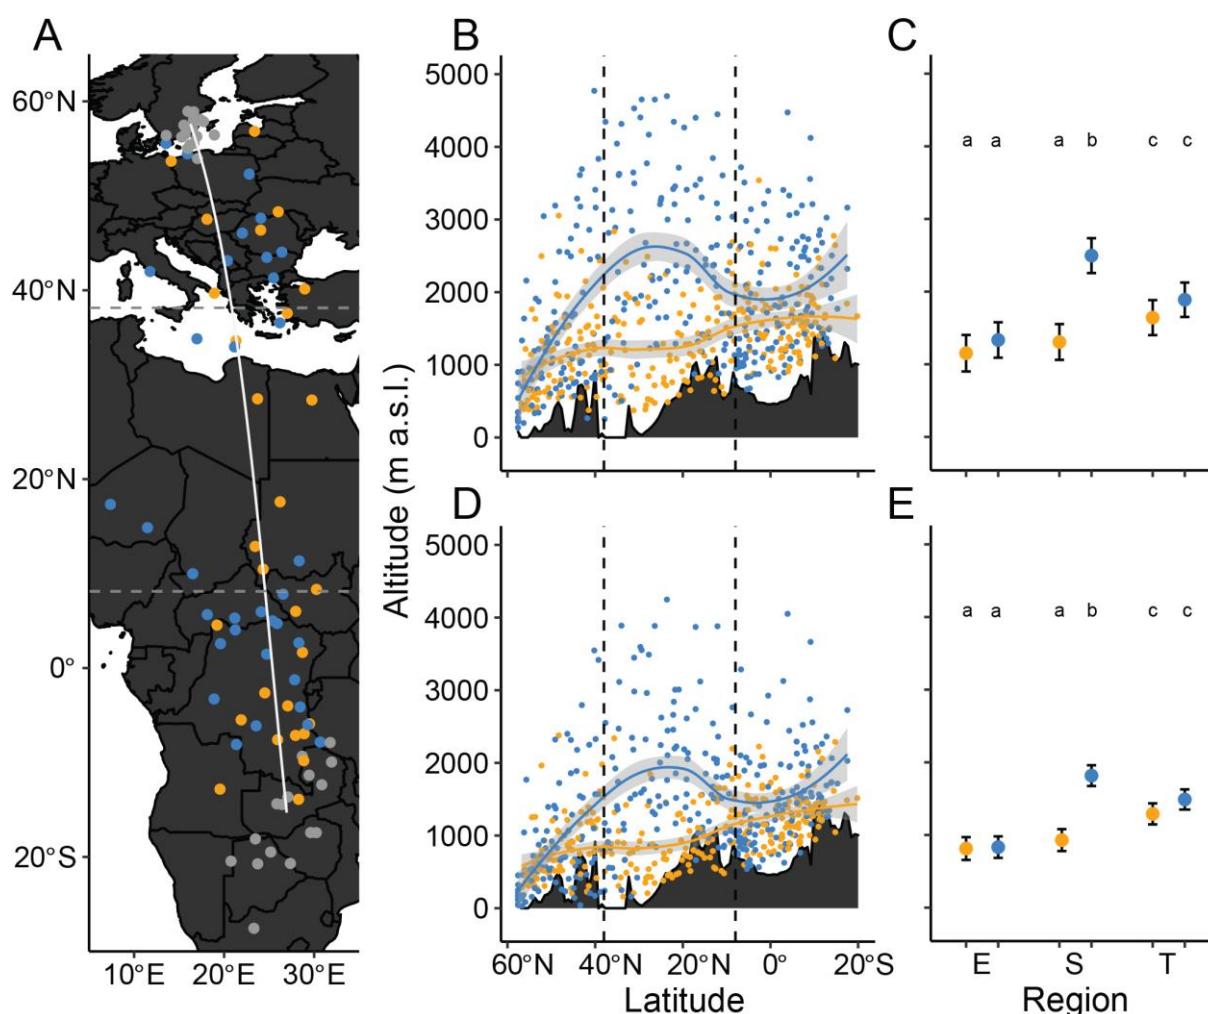 A
60°N
40°N
20°N
0°
20°S
10°E 20°E 30°E
Altitude (m a.s.l.)
B
5000
4000
3000
2000
1000
0
C
a a a b c c
D
5000
4000
3000
2000
1000
0
60°N 40°N 20°N 0° 20°S
Latitude
E
a a a b c c
E S T
Region